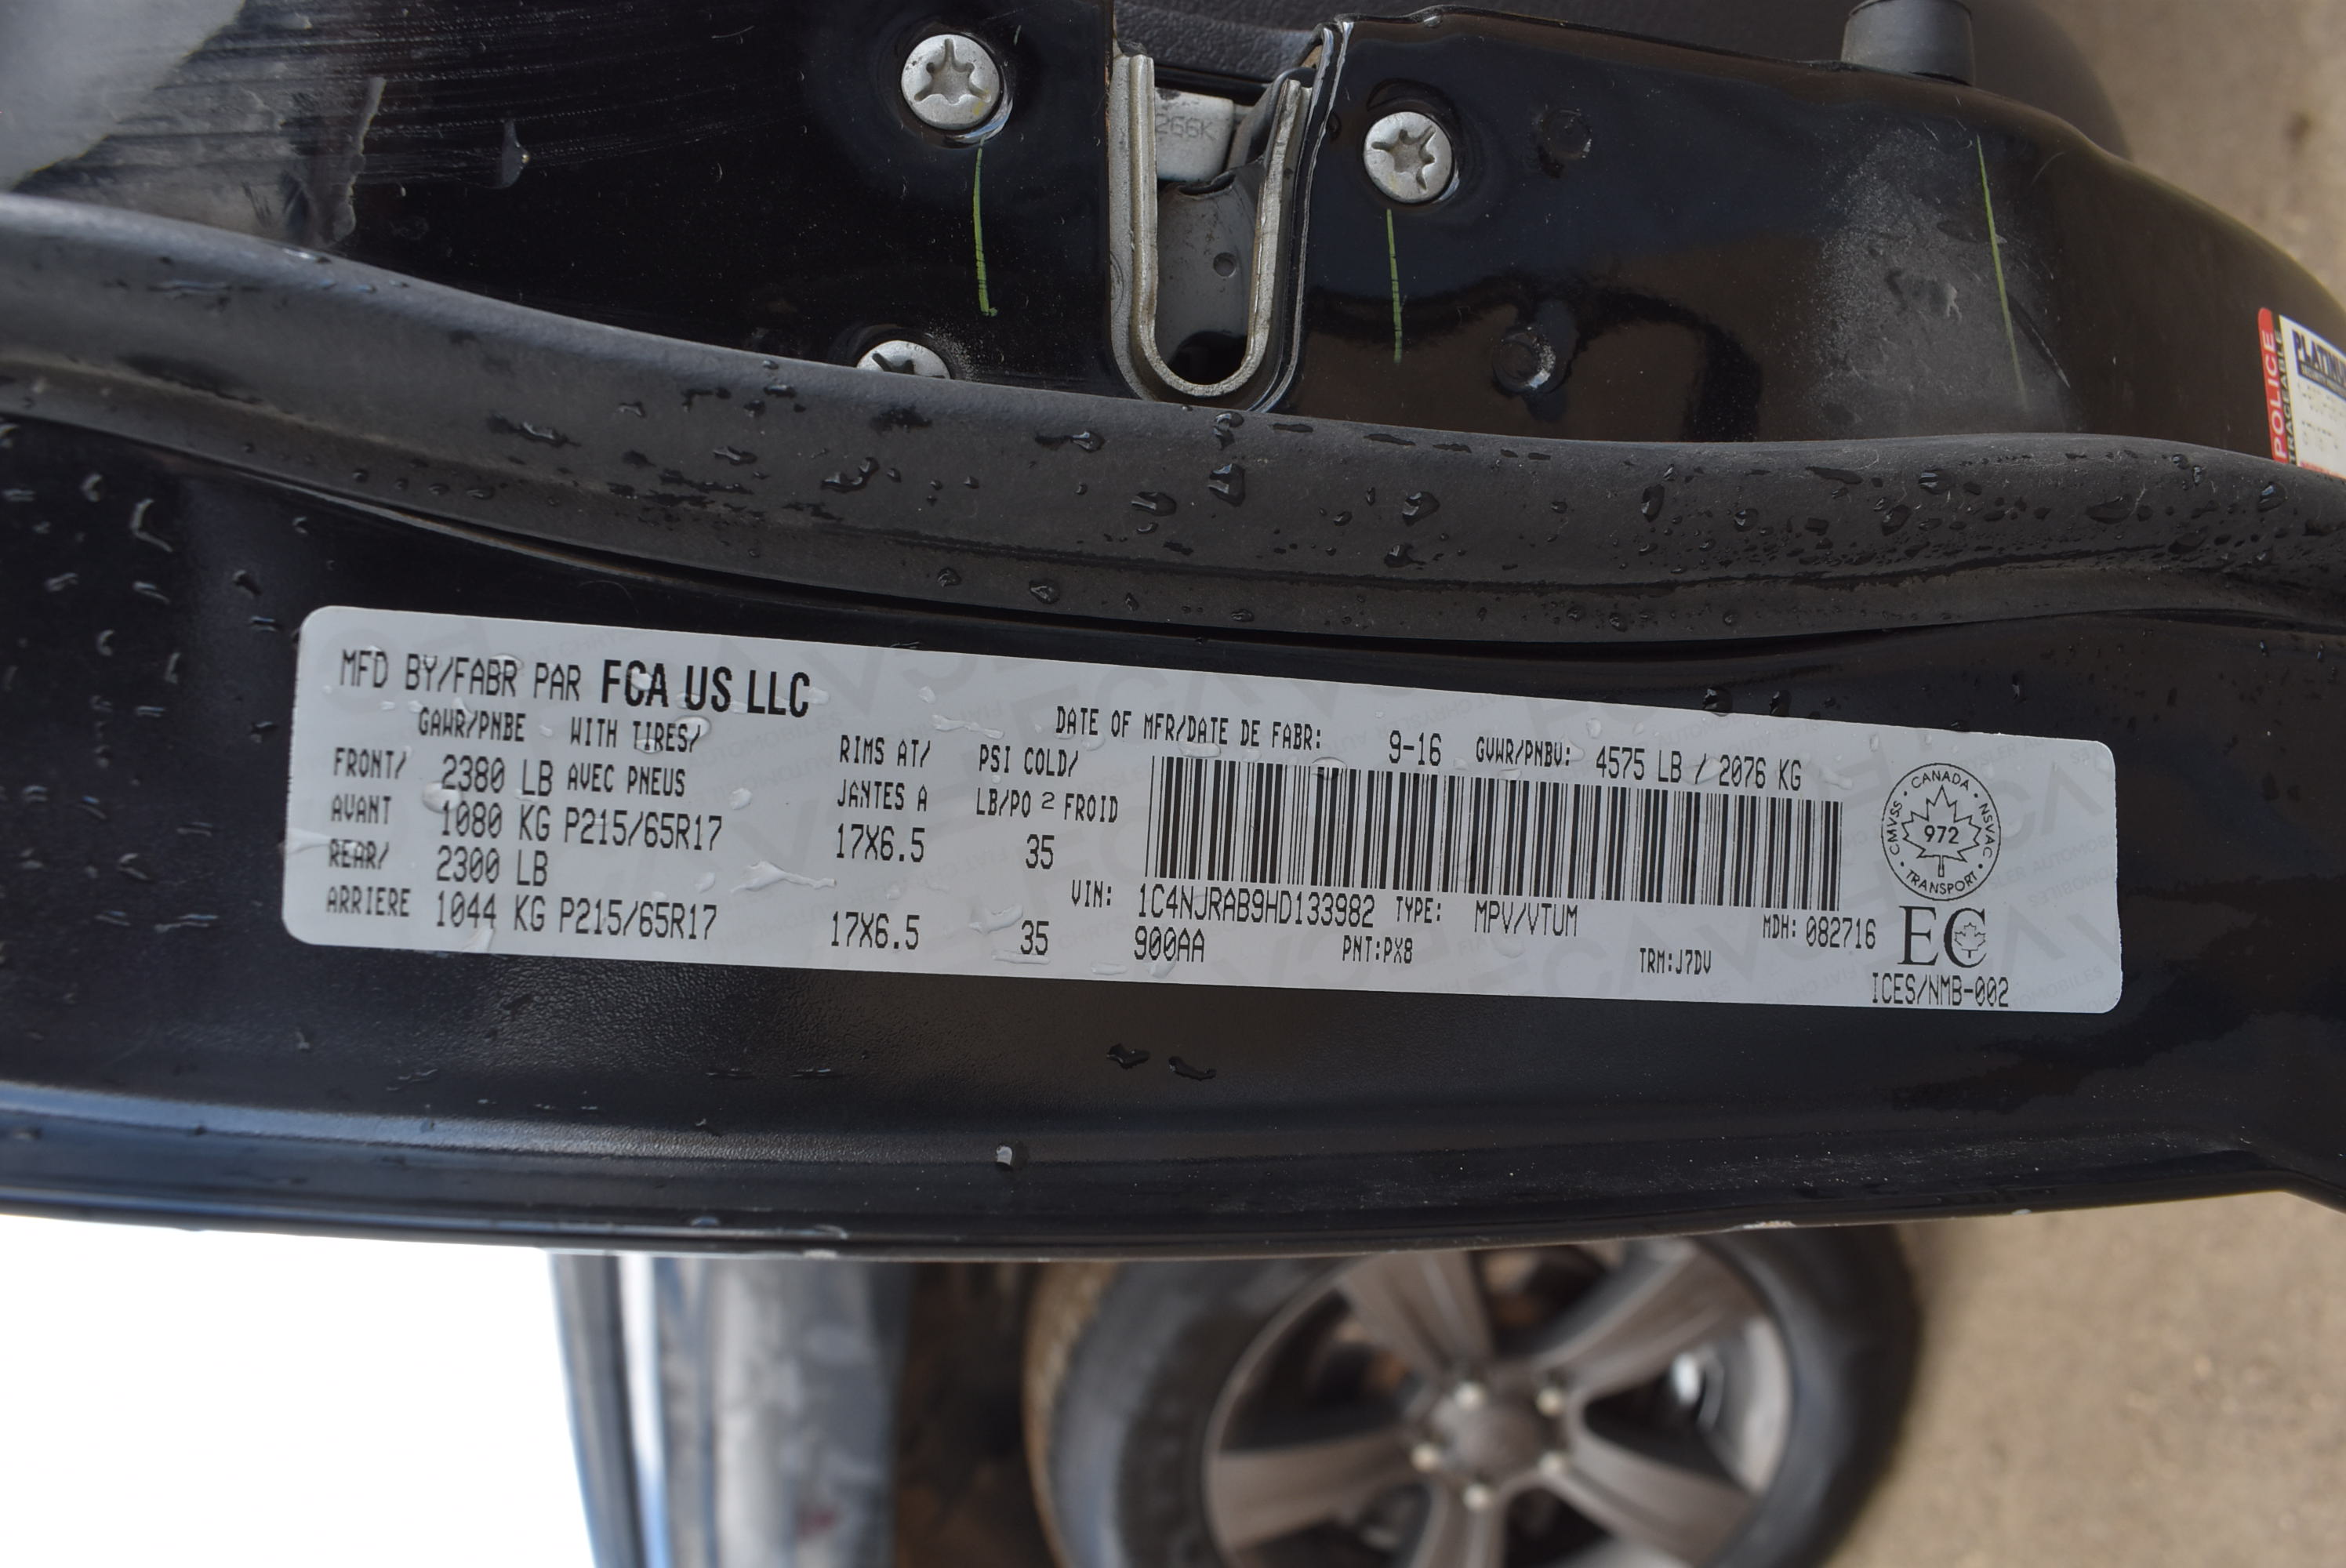 266K
POLICE
MFD BY/FABR PAR FCA US LLC
GAWR/PNBE WITH TIRES/ RIMS AT/ PSI COLD/ DATE OF MFR/DATE DE FABR: 9-16 GVWR/PNBV: 4575 LB / 2076 KG
FRONT/ 2380 LB AVEC PNEUS JANTES A LB/PO 2 FROID
AVANT 1080 KG P215/65R17 17X6.5 35
REAR/ 2300 LB
ARRIERE 1044 KG P215/65R17 17X6.5 35
VIN: 1C4NJRAB9HD133982 TYPE: MPV/VTUM MDH: 082716
900AA PNT:PX8 TRM:J7DV
CANADA
CMVSS 972 NSVAC
TRANSPORT
EC
ICES/NMB-002